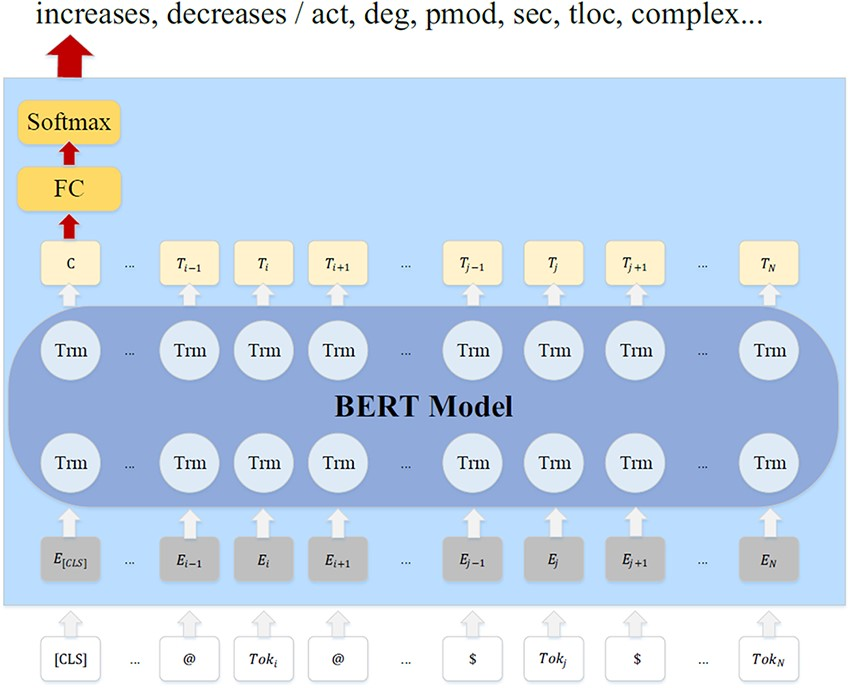 increases, decreases / act, deg, pmod, sec, tloc, complex...
Softmax
FC
C ... T_{i-1} T_i T_{i+1} ... T_{j-1} T_j T_{j+1} ... T_N
Trm ... Trm Trm Trm ... Trm Trm Trm ... Trm
BERT Model
Trm ... Trm Trm Trm ... Trm Trm Trm ... Trm
E_{[CLS]} ... E_{i-1} E_i E_{i+1} ... E_{j-1} E_j E_{j+1} ... E_N
[CLS] ... @ Tok_i @ ... $ Tok_j $ ... Tok_N